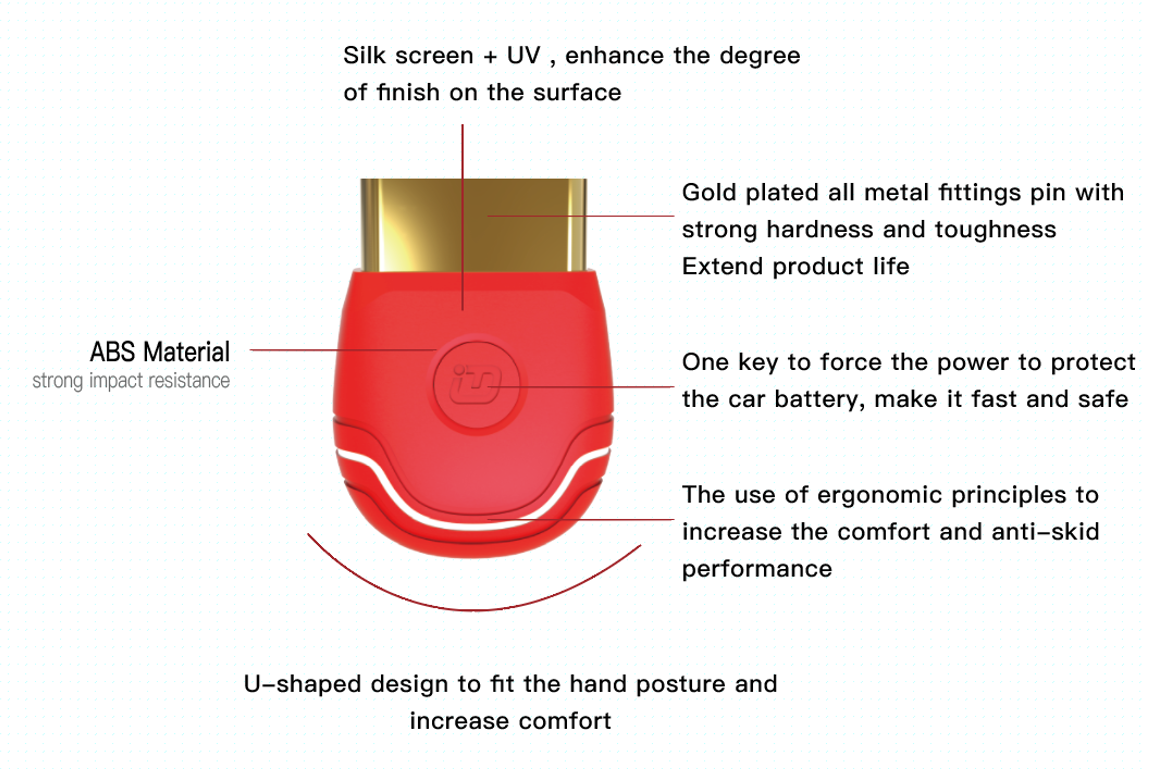 Silk screen + UV , enhance the degree
of finish on the surface
Gold plated all metal fittings pin with
strong hardness and toughness
Extend product life
ABS Material
strong impact resistance
One key to force the power to protect
the car battery, make it fast and safe
The use of ergonomic principles to
increase the comfort and anti–skid
performance
U–shaped design to fit the hand posture and
increase comfort